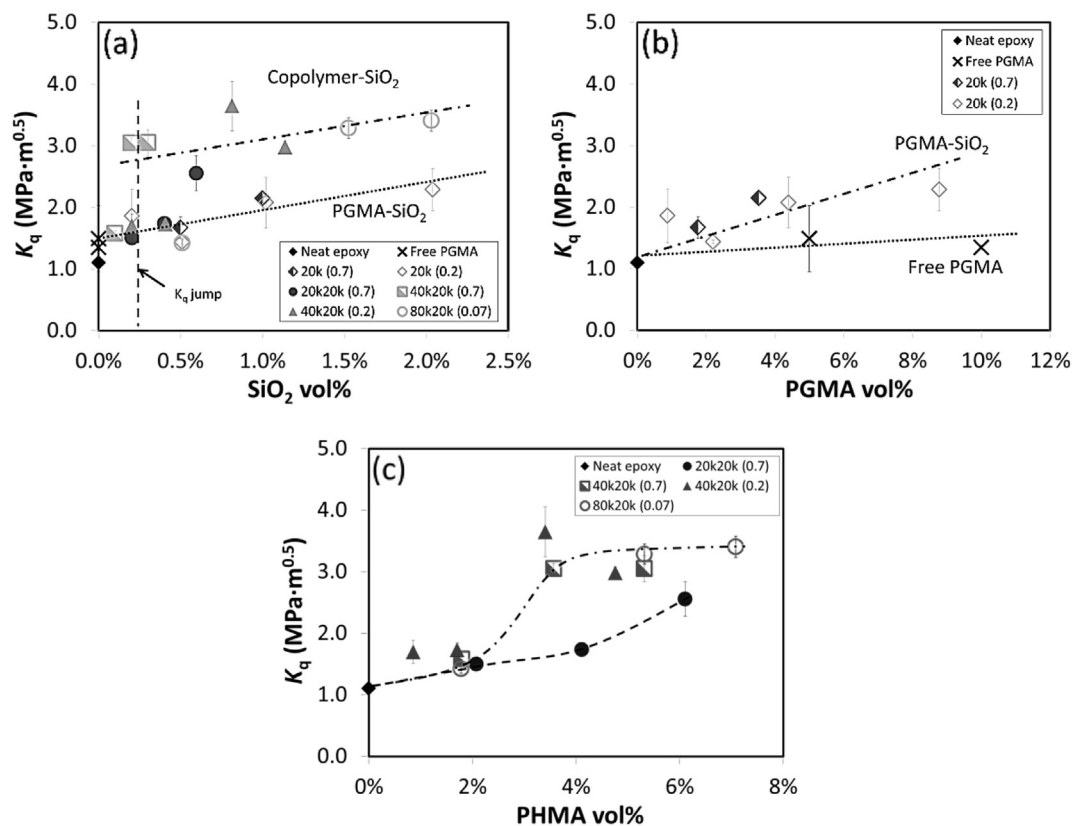 (a)
5.0
4.0
3.0
2.0
1.0
0.0
Kq (MPa·m0.5)
Copolymer-SiO2
PGMA-SiO2
Kq jump
Neat epoxy
Free PGMA
20k (0.7)
20k (0.2)
20k20k (0.7)
40k20k (0.7)
40k20k (0.2)
80k20k (0.07)
0.0% 0.5% 1.0% 1.5% 2.0% 2.5%
SiO2 vol%
(b)
5.0
4.0
3.0
2.0
1.0
0.0
Kq (MPa·m0.5)
Neat epoxy
Free PGMA
20k (0.7)
20k (0.2)
PGMA-SiO2
Free PGMA
0% 2% 4% 6% 8% 10% 12%
PGMA vol%
(c)
5.0
4.0
3.0
2.0
1.0
0.0
Kq (MPa·m0.5)
Neat epoxy
20k20k (0.7)
40k20k (0.7)
40k20k (0.2)
80k20k (0.07)
0% 2% 4% 6% 8%
PHMA vol%